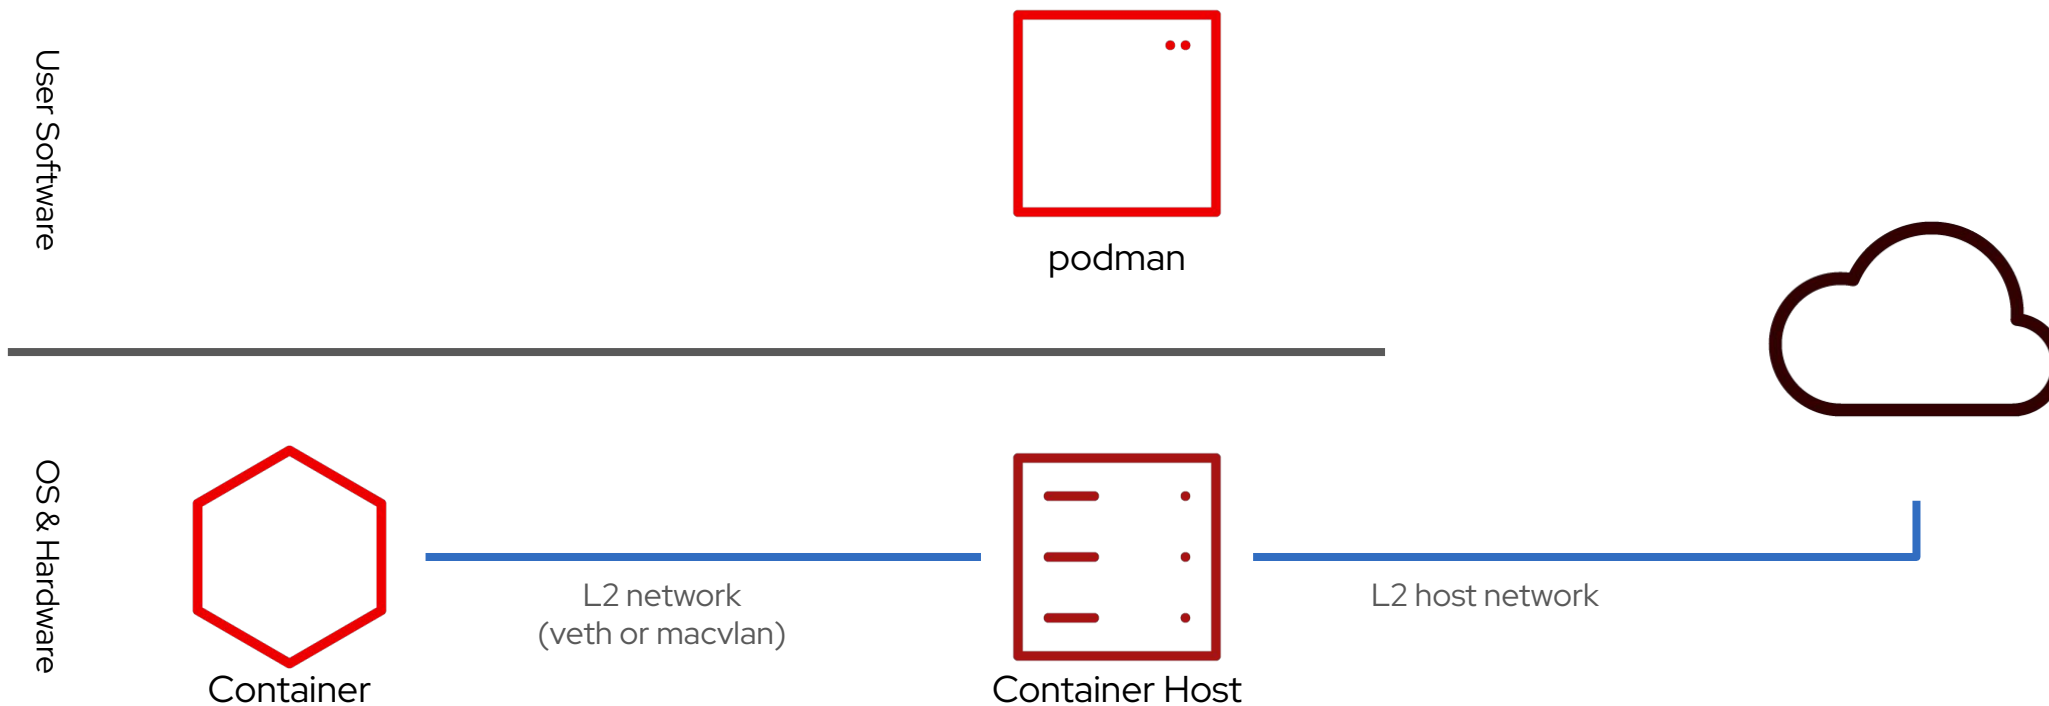 User Software
podman
OS & Hardware
L2 network
(veth or macvlan)
L2 host network
Container
Container Host